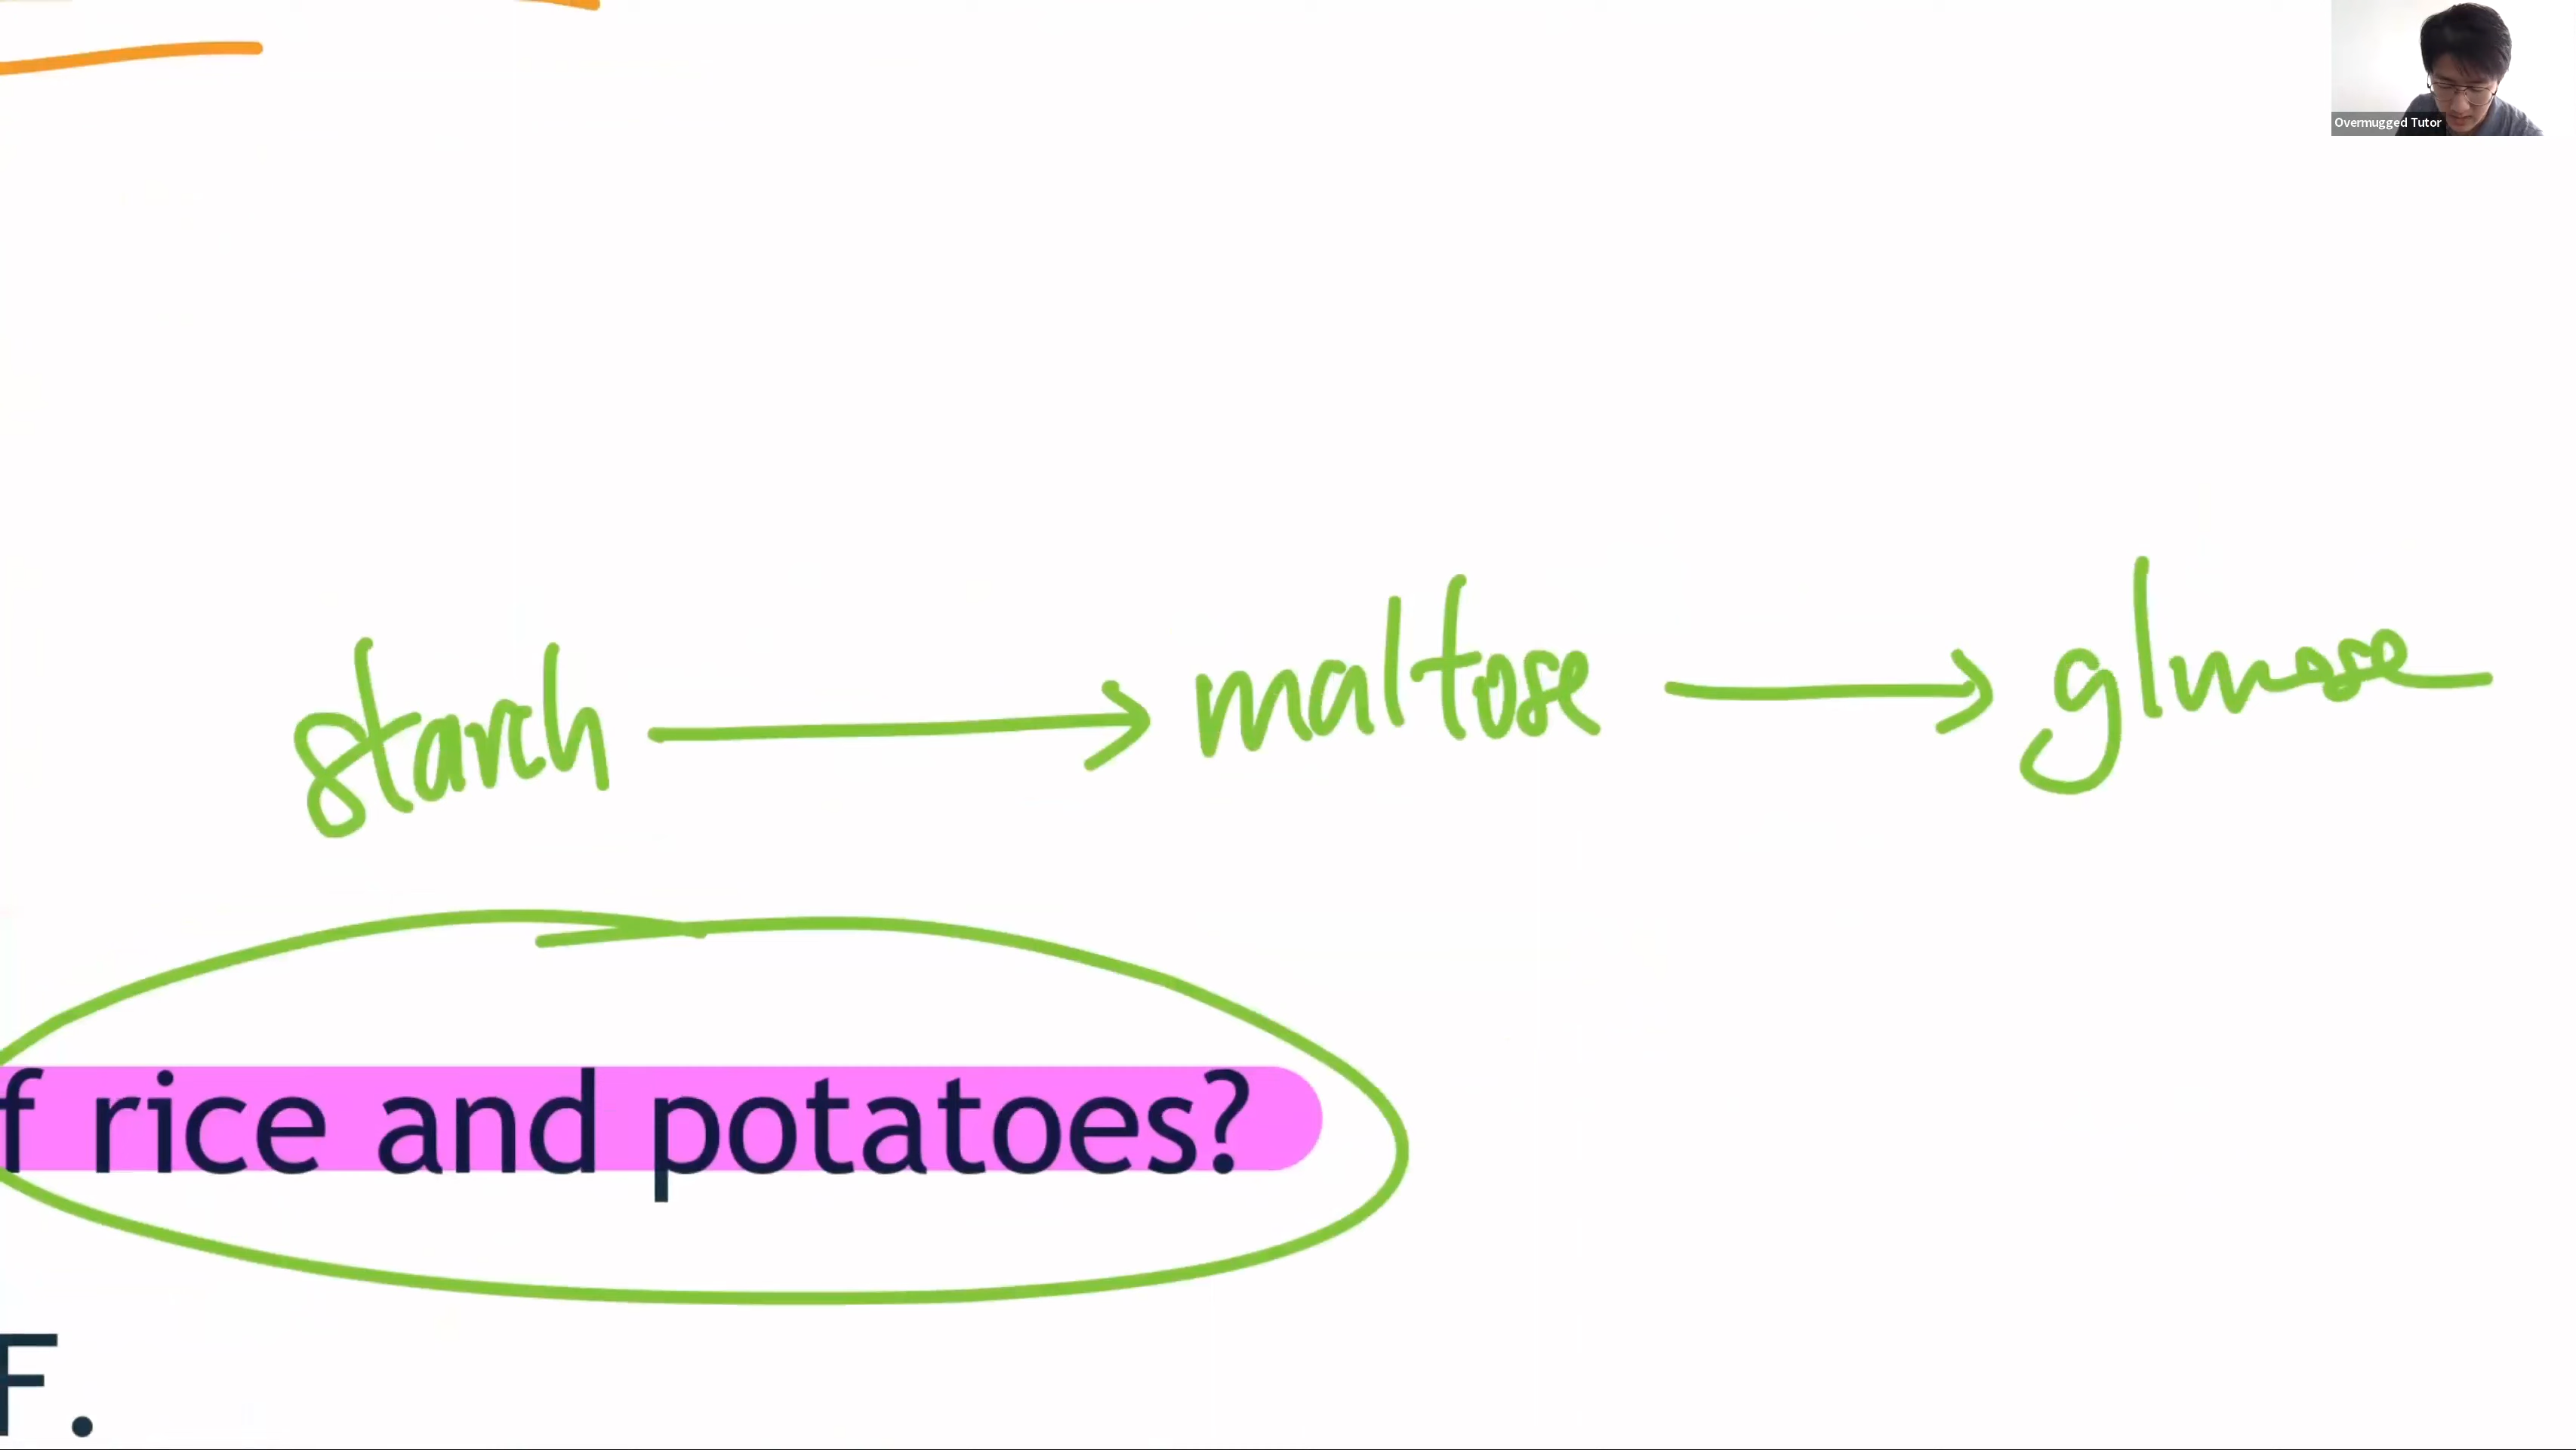 Overmugged Tutor
starch → maltose → glucose
f rice and potatoes?
F.